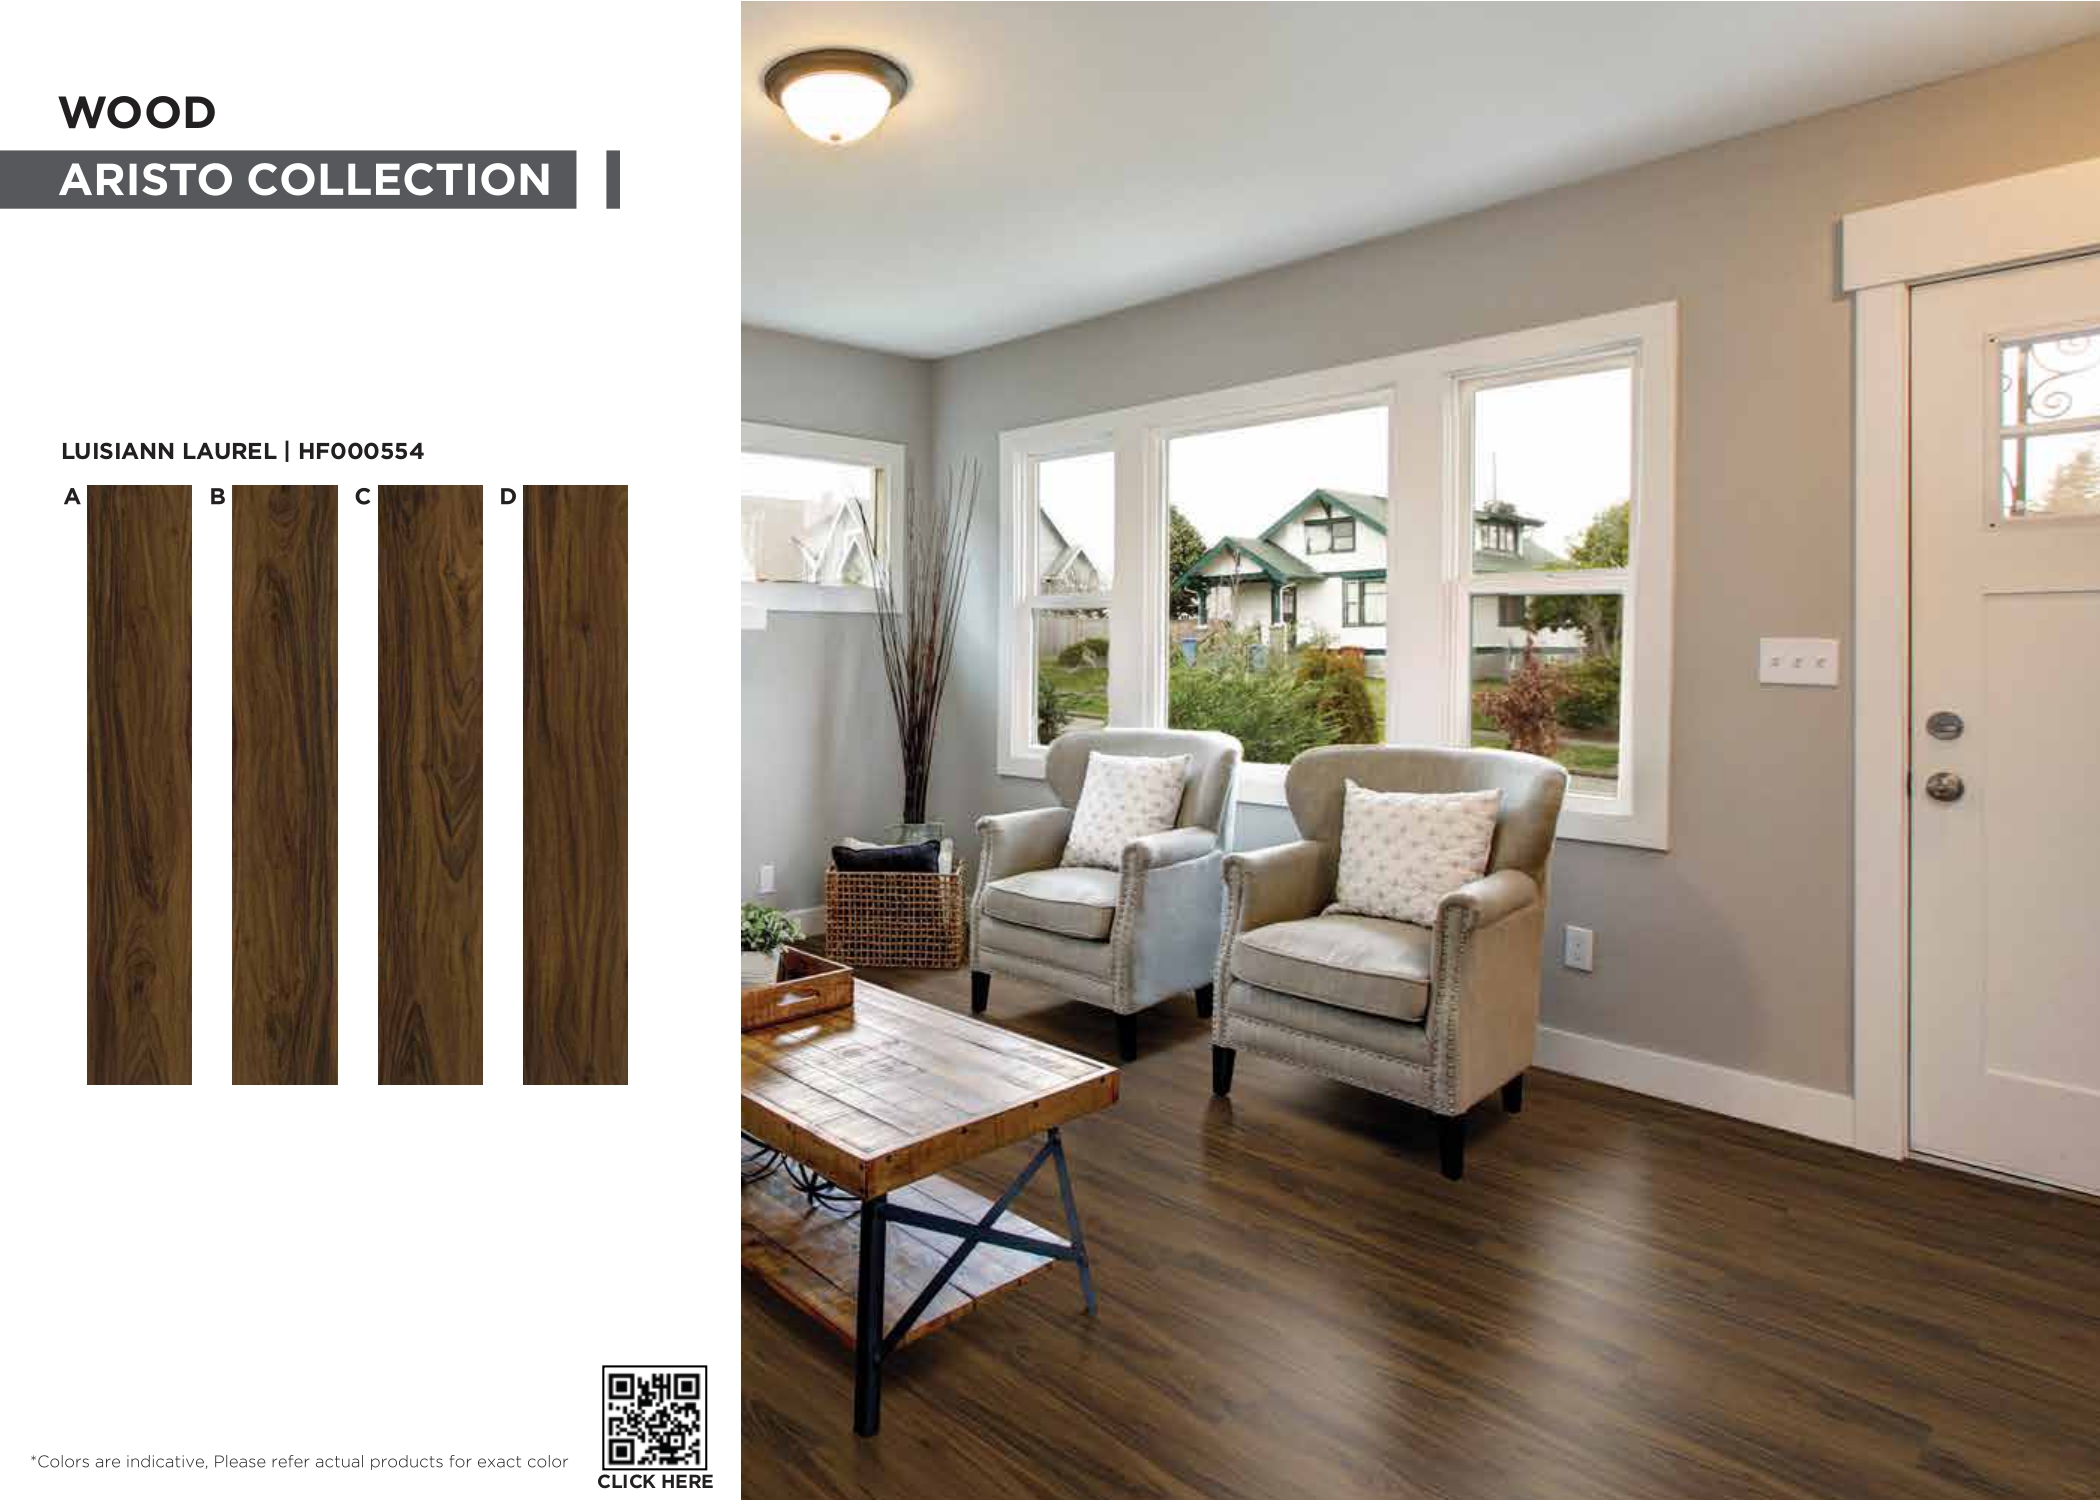 WOOD
ARISTO COLLECTION
LUISIANN LAUREL | HF000554
A
B
C
D
*Colors are indicative, Please refer actual products for exact color
CLICK HERE